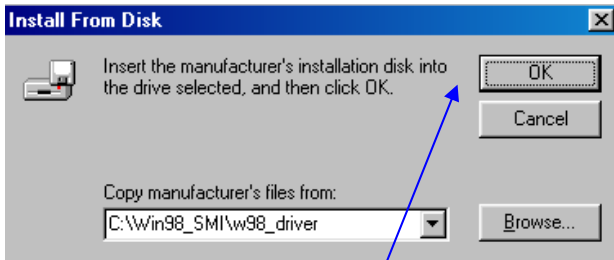 Install From Disk
Insert the manufacturer's installation disk into
the drive selected, and then click OK.
OK
Cancel
Copy manufacturer's files from:
C:\Win98_SMI\w98_driver
Browse...